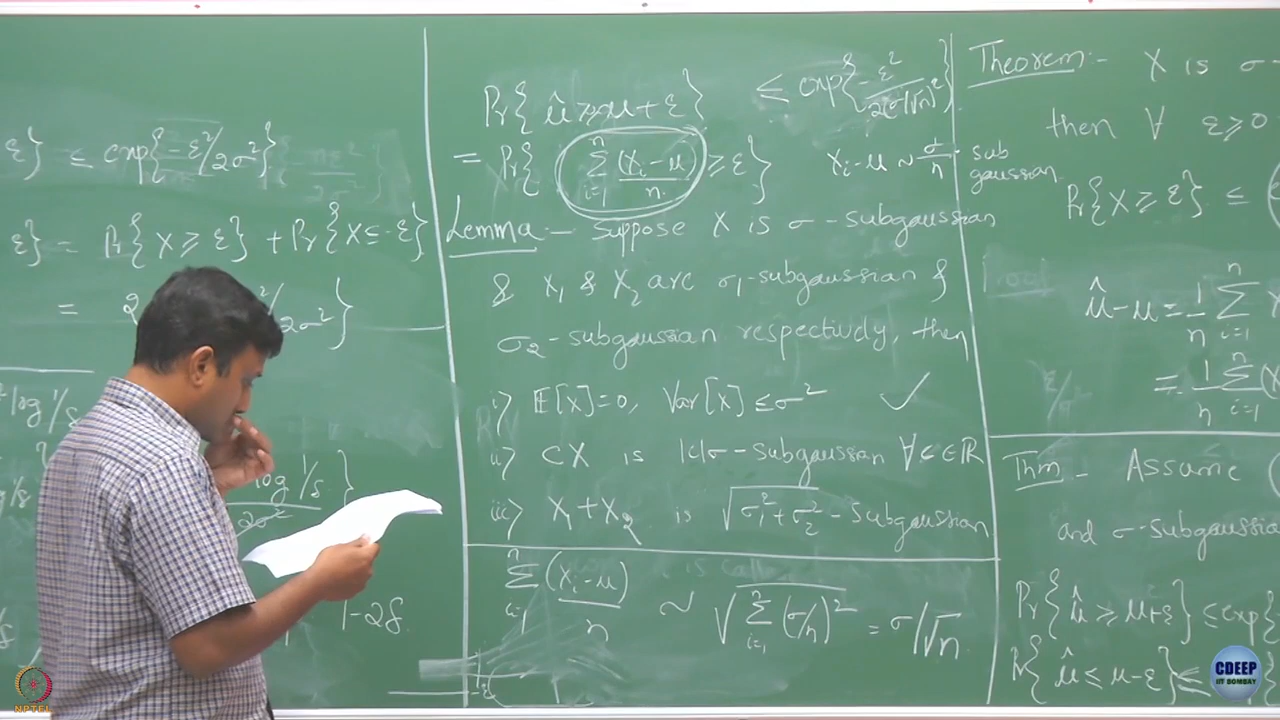 ε} ≤ exp{-ε²/2σ²}
ε} = Pr{X ≥ ε} + Pr{X ≤ -ε}
= 2 ²/2σ²}
²log 1/δ
log 1/δ }
2σ²
1-2δ
Pr{ û ≥ μ + ε} ≤ exp{ -ε²/2(σ/√n)² }
= Pr{ Σ_{i=1}^{n} (X_i - μ)/n ≥ ε} X_i - μ ~ σ/n - sub gaussian
Lemma:- Suppose X is σ-subgaussian
& X₁ & X₂ are σ₁-subgaussian &
σ₂-subgaussian respectively, then
i> E[X]=0, Var[X] ≤ σ² ✓
ii> CX is |c|σ-subgaussian ∀ c ∈ ℝ
iii> X₁+X₂ is √(σ₁²+σ₂²) - Subgaussian
Σ_{i=1}^{n} (X_i - μ)/n ~ √(Σ_{i=1}^{n} (σ/n)²) = σ/√n
Theorem:- X is σ-
then ∀ ε ≥ 0
Pr{X ≥ ε} ≤
û - μ = 1/n Σ_{i=1}^{n}
= 1/n Σ_{i=1}^{n} (X
Thm:- Assume (
and σ-subgaussia
Pr{ û ≥ μ+ε} ≤ exp{
Pr{ û ≤ μ-ε} ≤
NPTEL
CDEEP
IIT BOMBAY